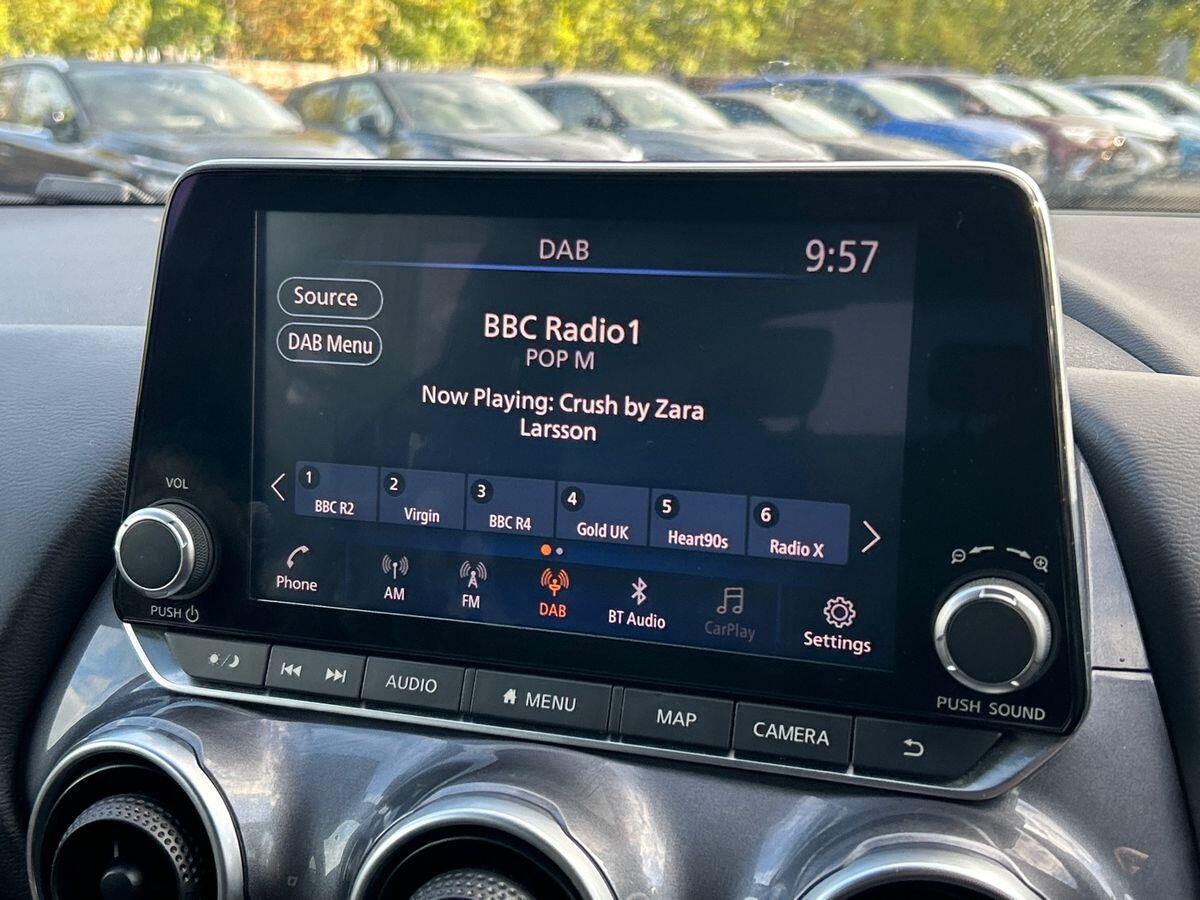 DAB
9:57
Source
DAB Menu
BBC Radio1
POP M
Now Playing: Crush by Zara
Larsson
1
BBC R2
2
Virgin
3
BBC R4
4
Gold UK
5
Heart90s
6
Radio X
Phone
AM
FM
DAB
BT Audio
CarPlay
Settings
VOL
PUSH
PUSH SOUND
AUDIO
MENU
MAP
CAMERA